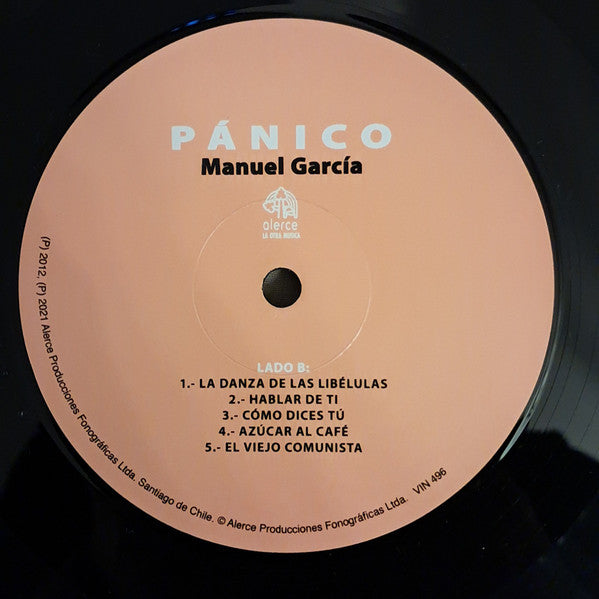 PÁNICO
Manuel García
alerce
LA OTRA MÚSICA
LADO B:
1.- LA DANZA DE LAS LIBÉLULAS
2.- HABLAR DE TI
3.- CÓMO DICES TÚ
4.- AZÚCAR AL CAFÉ
5.- EL VIEJO COMUNISTA
(P) 2012, (P) 2021 Alerce Producciones Fonográficas Ltda. Santiago de Chile. © Alerce Producciones Fonográficas Ltda. VIN 496